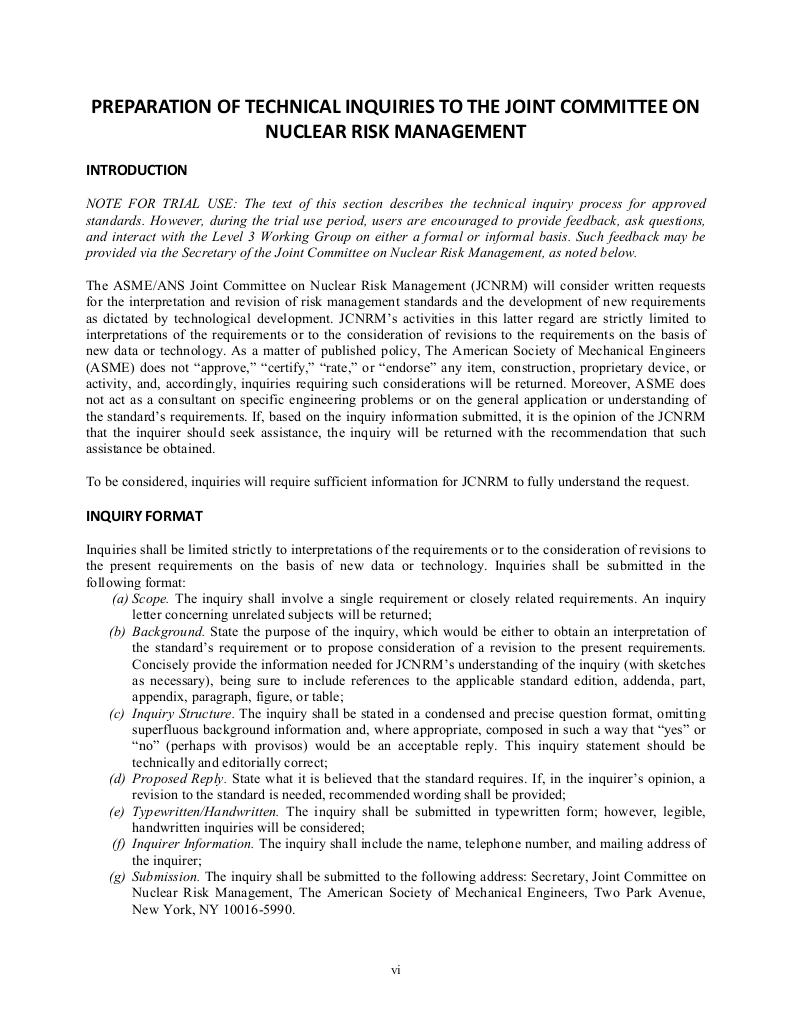 PREPARATION OF TECHNICAL INQUIRIES TO THE JOINT COMMITTEE ON
NUCLEAR RISK MANAGEMENT
INTRODUCTION
NOTE FOR TRIAL USE: The text of this section describes the technical inquiry process for approved
standards. However, during the trial use period, users are encouraged to provide feedback, ask questions,
and interact with the Level 3 Working Group on either a formal or informal basis. Such feedback may be
provided via the Secretary of the Joint Committee on Nuclear Risk Management, as noted below.
The ASME/ANS Joint Committee on Nuclear Risk Management (JCNRM) will consider written requests
for the interpretation and revision of risk management standards and the development of new requirements
as dictated by technological development. JCNRM’s activities in this latter regard are strictly limited to
interpretations of the requirements or to the consideration of revisions to the requirements on the basis of
new data or technology. As a matter of published policy, The American Society of Mechanical Engineers
(ASME) does not “approve,” “certify,” “rate,” or “endorse” any item, construction, proprietary device, or
activity, and, accordingly, inquiries requiring such considerations will be returned. Moreover, ASME does
not act as a consultant on specific engineering problems or on the general application or understanding of
the standard’s requirements. If, based on the inquiry information submitted, it is the opinion of the JCNRM
that the inquirer should seek assistance, the inquiry will be returned with the recommendation that such
assistance be obtained.
To be considered, inquiries will require sufficient information for JCNRM to fully understand the request.
INQUIRY FORMAT
Inquiries shall be limited strictly to interpretations of the requirements or to the consideration of revisions to
the present requirements on the basis of new data or technology. Inquiries shall be submitted in the
following format:
(a) Scope. The inquiry shall involve a single requirement or closely related requirements. An inquiry
letter concerning unrelated subjects will be returned;
(b) Background. State the purpose of the inquiry, which would be either to obtain an interpretation of
the standard’s requirement or to propose consideration of a revision to the present requirements.
Concisely provide the information needed for JCNRM’s understanding of the inquiry (with sketches
as necessary), being sure to include references to the applicable standard edition, addenda, part,
appendix, paragraph, figure, or table;
(c) Inquiry Structure. The inquiry shall be stated in a condensed and precise question format, omitting
superfluous background information and, where appropriate, composed in such a way that “yes” or
“no” (perhaps with provisos) would be an acceptable reply. This inquiry statement should be
technically and editorially correct;
(d) Proposed Reply. State what it is believed that the standard requires. If, in the inquirer’s opinion, a
revision to the standard is needed, recommended wording shall be provided;
(e) Typewritten/Handwritten. The inquiry shall be submitted in typewritten form; however, legible,
handwritten inquiries will be considered;
(f) Inquirer Information. The inquiry shall include the name, telephone number, and mailing address of
the inquirer;
(g) Submission. The inquiry shall be submitted to the following address: Secretary, Joint Committee on
Nuclear Risk Management, The American Society of Mechanical Engineers, Two Park Avenue,
New York, NY 10016-5990.
vi